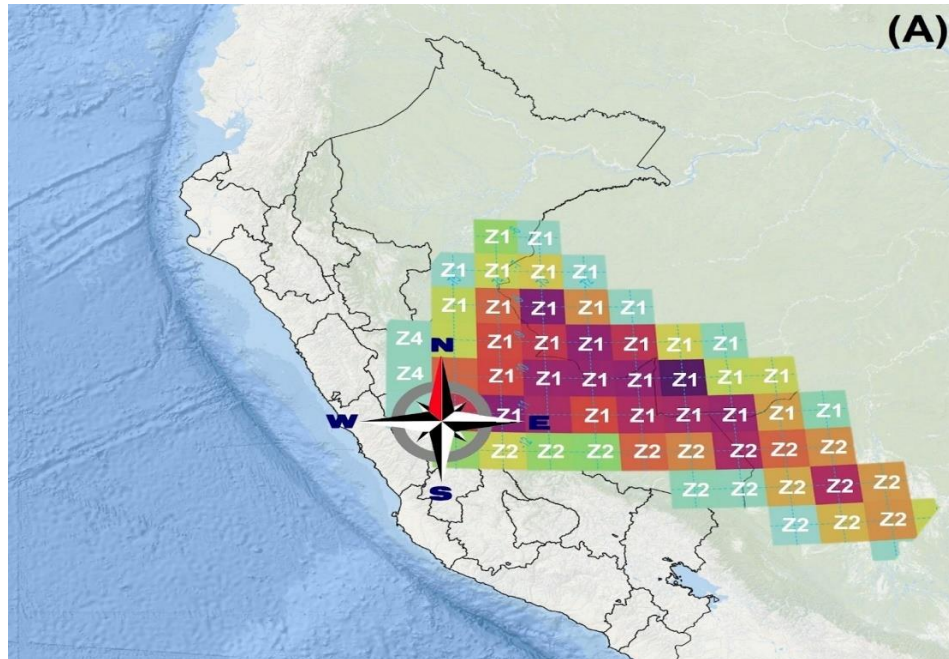 (A)
Z1 Z1
Z1 Z1 Z1 Z1
Z1 Z1 Z1 Z1 Z1
Z4 Z1 Z1 Z1 Z1 Z1 Z1
N
Z4 Z1 Z1 Z1 Z1 Z1 Z1 Z1
W Z1 E Z1 Z1 Z1 Z1 Z1 Z1
Z2 Z2 Z2 Z2 Z2 Z2 Z2 Z2
S Z2 Z2 Z2 Z2 Z2
Z2 Z2 Z2